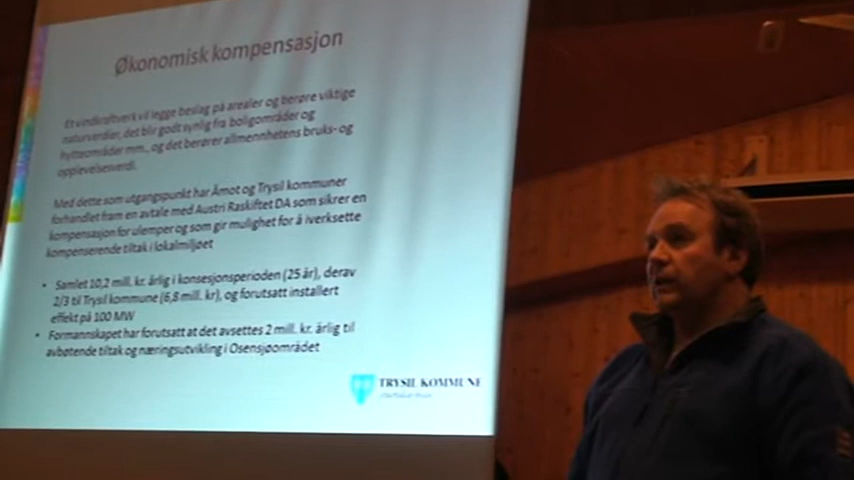 Økonomisk kompensasjon
Et vindkraftverk vil legge beslag på arealer og berøre viktige
naturverdier, det blir godt synlig fra boligområder og
hytteområder mm., og det berører allmennhetens bruks- og
opplevelsesverdi.
Med dette som utgangspunkt har Åmot og Trysil kommuner
forhandlet fram en avtale med Austri Raskiftet DA som sikrer en
kompensasjon for ulemper og som gir mulighet for å iverksette
kompenserende tiltak i lokalmiljøet
• Samlet 10,2 mill. kr. årlig i konsesjonsperioden (25 år), derav
2/3 til Trysil kommune (6,8 mill. kr), og forutsatt installert
effekt på 100 MW
• Formannskapet har forutsatt at det avsettes 2 mill. kr. årlig til
avbøtende tiltak og næringsutvikling i Osensjøområdet
TRYSIL KOMMUNE